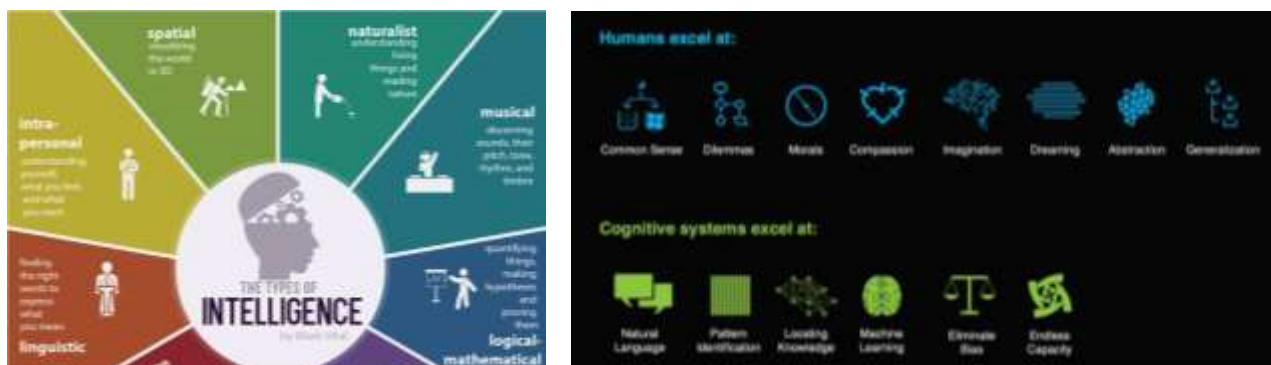 spatial
visualizing
the world
in 3D
naturalist
understanding
living
things and
reading
nature
musical
discerning
sounds, their
pitch, tone,
rhythm, and
timbre
intra-
personal
understanding
yourself,
what you feel,
and what
you want
finding
the right
words to
express
what
you mean
linguistic
THE TYPES OF
INTELLIGENCE
quantifying
things,
making
hypotheses
and
proving
them
logical-
mathematical
Humans excel at:
Common Sense
Dilemmas
Morals
Compassion
Imagination
Dreaming
Abstraction
Generalization
Cognitive systems excel at:
Natural
Language
Pattern
Identification
Locating
Knowledge
Machine
Learning
Eliminate
Bias
Endless
Capacity